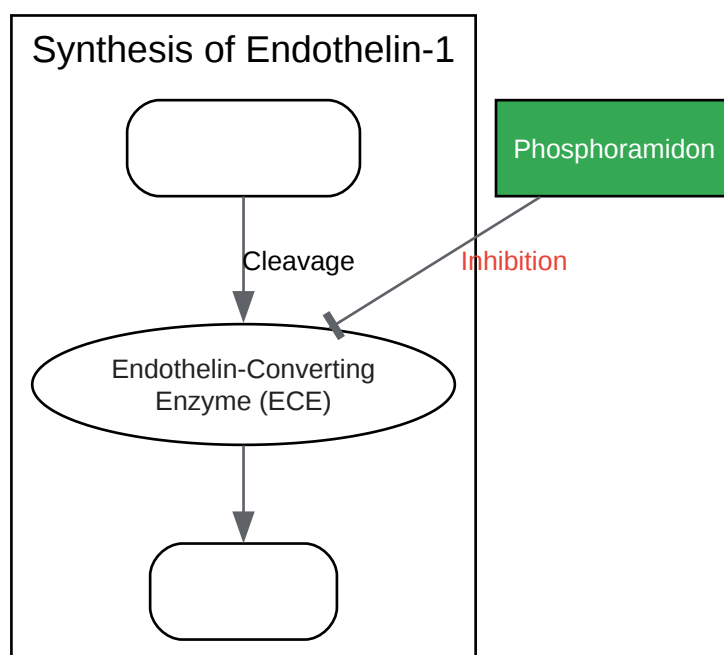 Synthesis of Endothelin-1
Phosphoramidon
Cleavage
Inhibition
Endothelin-Converting
Enzyme (ECE)